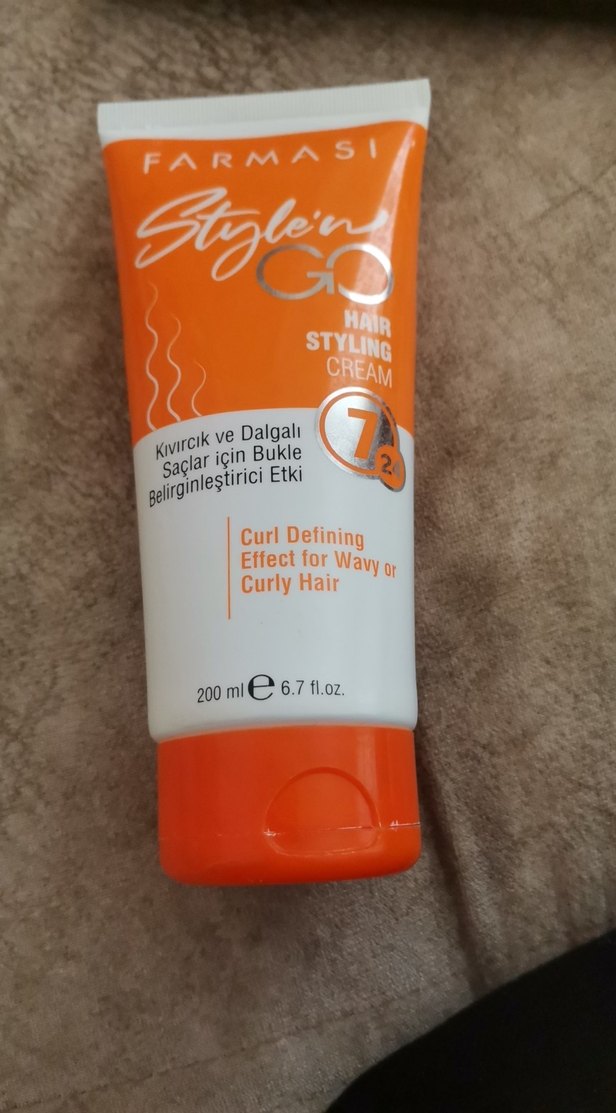 FARMASI
Style'n
GO
HAIR
STYLING
CREAM
7
24
Kıvırcık ve Dalgalı
Saçlar için Bukle
Belirginleştirici Etki
Curl Defining
Effect for Wavy or
Curly Hair
200 ml e 6.7 fl.oz.